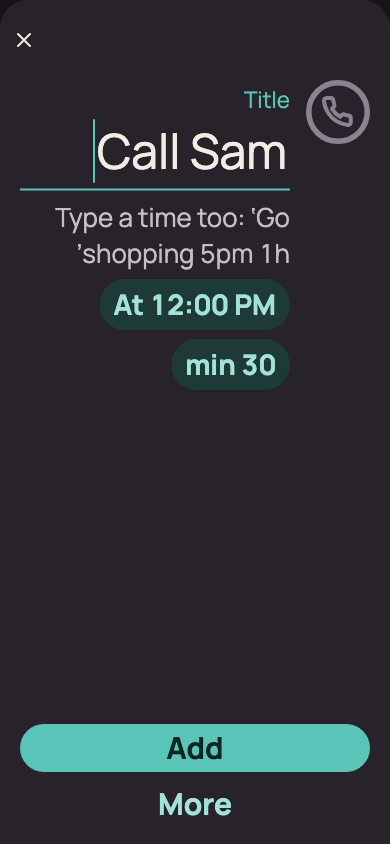 Title
Call Sam
Type a time too: ‘Go
’shopping 5pm 1h
At 12:00 PM
min 30
Add
More